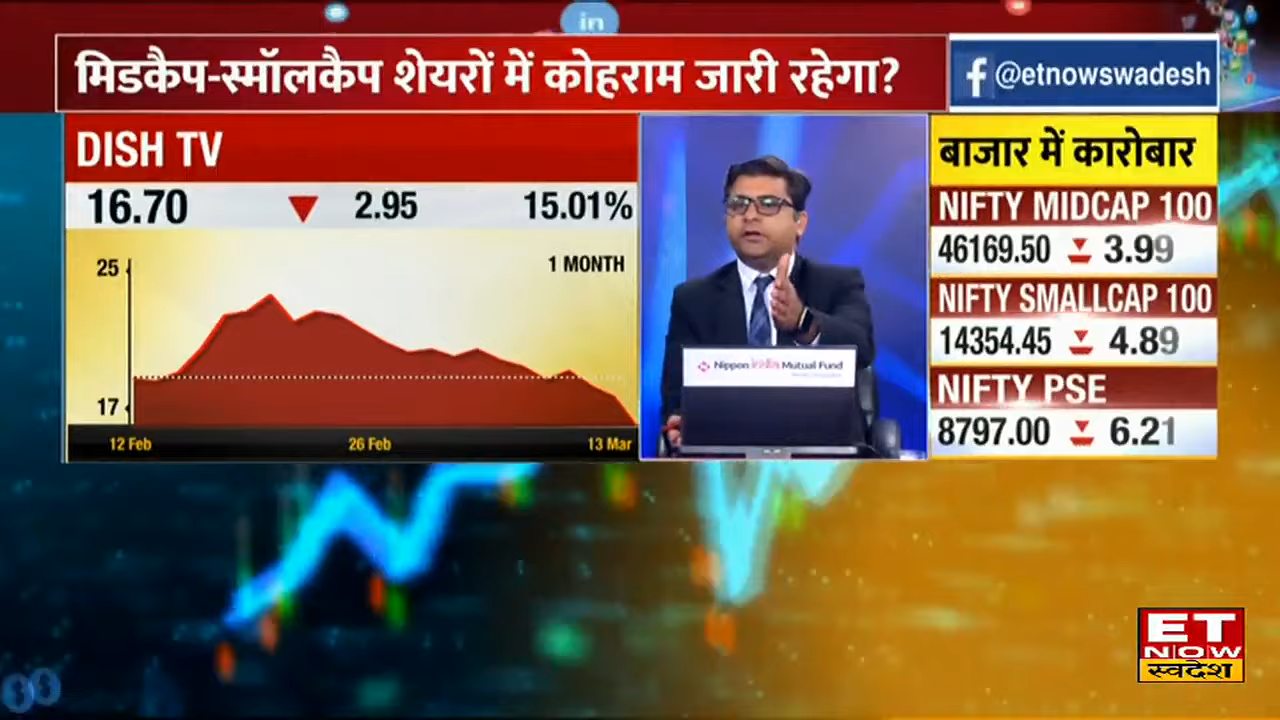 in
मिडकैप-स्मॉलकैप शेयरों में कोहराम जारी रहेगा?
f @etnowswadesh
DISH TV
16.70 ▼ 2.95 15.01%
1 MONTH
25
17
12 Feb 26 Feb 13 Mar
Nippon India Mutual Fund
बाजार में कारोबार
NIFTY MIDCAP 100
46169.50 3.99
NIFTY SMALLCAP 100
14354.45 4.89
NIFTY PSE
8797.00 6.21
ET
NOW
स्वदेश